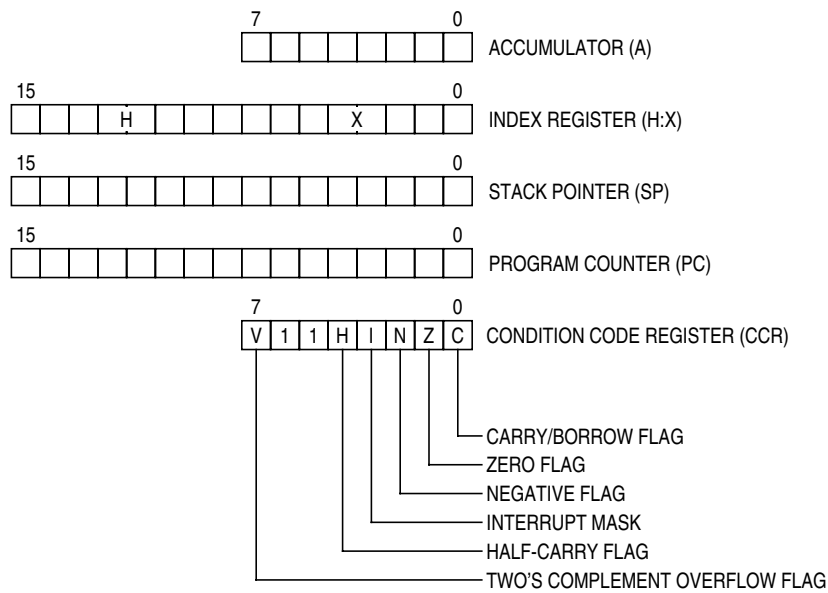 7 0
ACCUMULATOR (A)
15 0
H X INDEX REGISTER (H:X)
15 0
STACK POINTER (SP)
15 0
PROGRAM COUNTER (PC)
7 0
V 1 1 H I N Z C CONDITION CODE REGISTER (CCR)
CARRY/BORROW FLAG
ZERO FLAG
NEGATIVE FLAG
INTERRUPT MASK
HALF-CARRY FLAG
TWO'S COMPLEMENT OVERFLOW FLAG